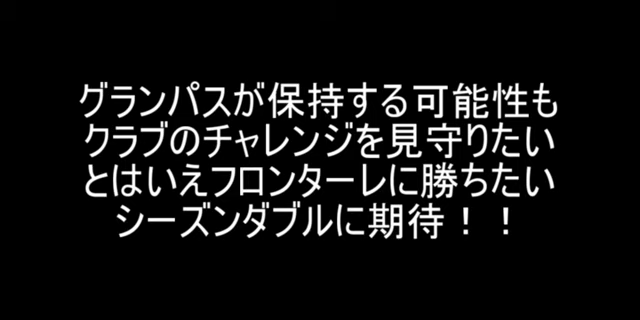 グランパスが保持する可能性も
クラブのチャレンジを見守りたい
とはいえフロンターレに勝ちたい
シーズンダブルに期待！！